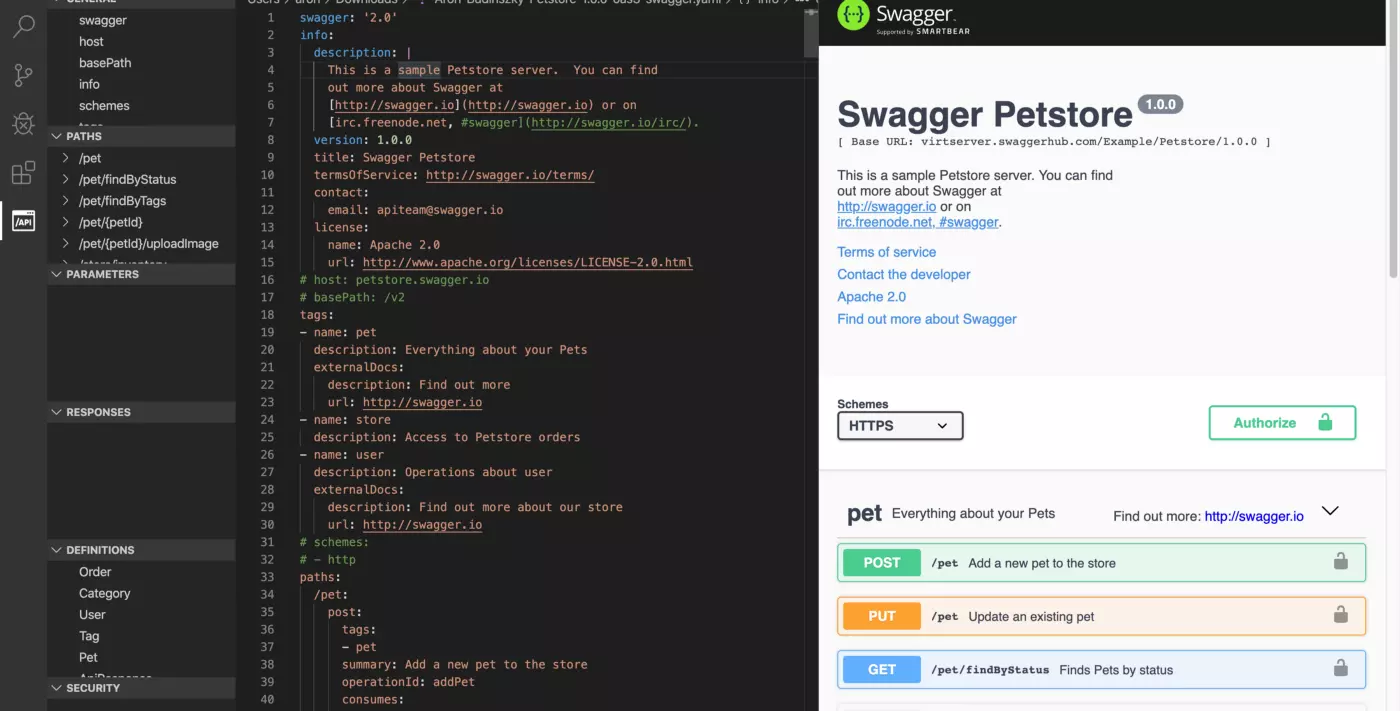 GENERAL
swagger
host
basePath
info
schemes
tags
PATHS
/pet
/pet/findByStatus
/pet/findByTags
/pet/{petId}
/pet/{petId}/uploadImage
/store/inventory
PARAMETERS
RESPONSES
DEFINITIONS
Order
Category
User
Tag
Pet
ApiResponse
SECURITY
/API
1 swagger: '2.0'
2 info:
3 description: |
4 This is a sample Petstore server.  You can find
5 out more about Swagger at
6 [http://swagger.io](http://swagger.io) or on
7 [irc.freenode.net, #swagger](http://swagger.io/irc/).
8 version: 1.0.0
9 title: Swagger Petstore
10 termsOfService: http://swagger.io/terms/
11 contact:
12 email: apiteam@swagger.io
13 license:
14 name: Apache 2.0
15 url: http://www.apache.org/licenses/LICENSE-2.0.html
16 # host: petstore.swagger.io
17 # basePath: /v2
18 tags:
19 - name: pet
20 description: Everything about your Pets
21 externalDocs:
22 description: Find out more
23 url: http://swagger.io
24 - name: store
25 description: Access to Petstore orders
26 - name: user
27 description: Operations about user
28 externalDocs:
29 description: Find out more about our store
30 url: http://swagger.io
31 # schemes:
32 # - http
33 paths:
34 /pet:
35 post:
36 tags:
37 - pet
38 summary: Add a new pet to the store
39 operationId: addPet
40 consumes:
{··} Swagger.
Supported by SMARTBEAR
Swagger Petstore 1.0.0
[ Base URL: virtserver.swaggerhub.com/Example/Petstore/1.0.0 ]
This is a sample Petstore server. You can find
out more about Swagger at
http://swagger.io or on
irc.freenode.net, #swagger.
Terms of service
Contact the developer
Apache 2.0
Find out more about Swagger
Schemes
HTTPS
Authorize
pet Everything about your Pets Find out more: http://swagger.io
POST /pet Add a new pet to the store
PUT /pet Update an existing pet
GET /pet/findByStatus Finds Pets by status